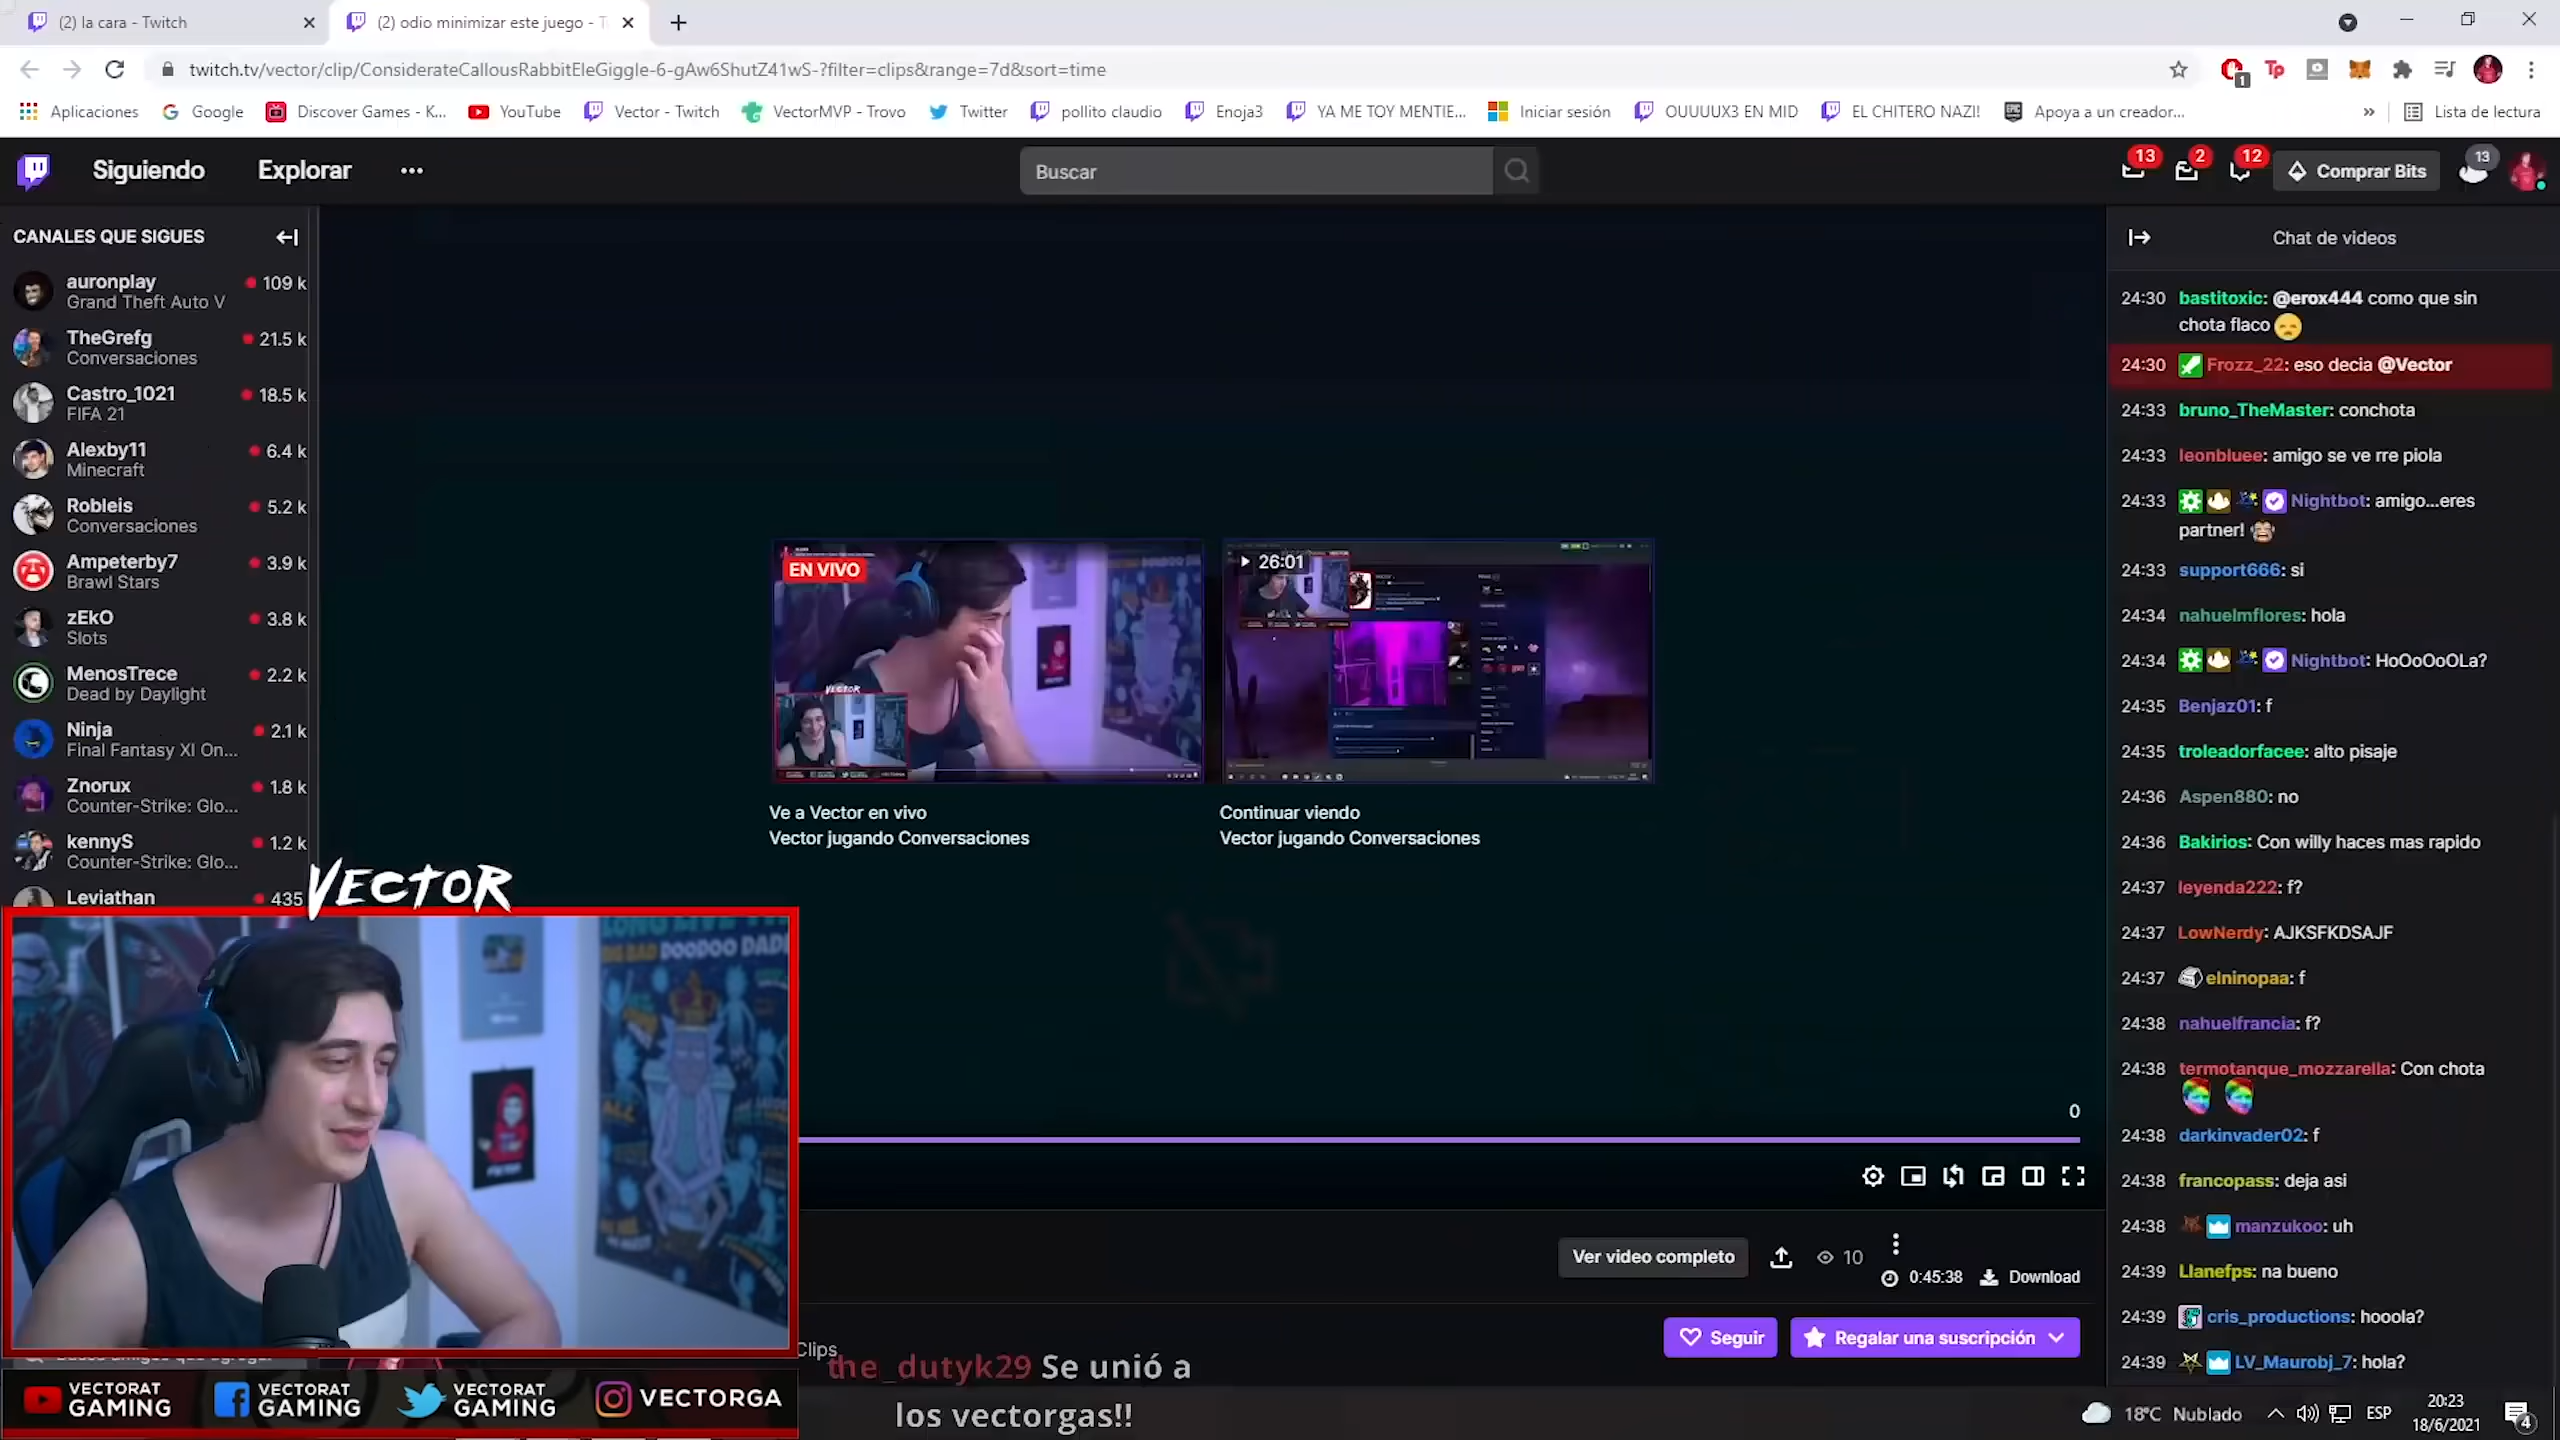 (2) la cara - Twitch
(2) odio minimizar este juego - T
twitch.tv/vector/clip/ConsiderateCallousRabbitEleGiggle-6-gAw6ShutZ41wS-?filter=clips&range=7d&sort=time
1
Aplicaciones Google Discover Games - K... YouTube Vector - Twitch VectorMVP - Trovo Twitter pollito claudio Enoja3 YA ME TOY MENTIE... Iniciar sesión OUUUUX3 EN MID EL CHITERO NAZI! Apoya a un creador... » Lista de lectura
Siguiendo Explorar
Buscar
13 2 12 Comprar Bits 13
CANALES QUE SIGUES
auronplay 109 k
Grand Theft Auto V
TheGrefg 21.5 k
Conversaciones
Castro_1021 18.5 k
FIFA 21
Alexby11 6.4 k
Minecraft
Robleis 5.2 k
Conversaciones
Ampeterby7 3.9 k
Brawl Stars
zEkO 3.8 k
Slots
MenosTrece 2.2 k
Dead by Daylight
Ninja 2.1 k
Final Fantasy XI On...
Znorux 1.8 k
Counter-Strike: Glo...
kennyS 1.2 k
Counter-Strike: Glo...
Leviathan 435
VECTOR
EN VIVO
VECTOR
26:01
Ve a Vector en vivo
Vector jugando Conversaciones
Continuar viendo
Vector jugando Conversaciones
0
Ver video completo
10
0:45:38 Download
Seguir
Regalar una suscripción
Clips
the_dutyk29 Se unió a
los vectorgas!!
DOODOO DADD
VECTORAT
GAMING
VECTORAT
GAMING
VECTORAT
GAMING
VECTORGA
Chat de videos
24:30 bastitoxic: @erox444 como que sin
chota flaco
24:30 Frozz_22: eso decia @Vector
24:33 bruno_TheMaster: conchota
24:33 leonbluee: amigo se ve rre piola
24:33 Nightbot: amigo...eres
partner!
24:33 support666: si
24:34 nahuelmflores: hola
24:34 Nightbot: HoOoOoOLa?
24:35 Benjaz01: f
24:35 troleadorfacee: alto pisaje
24:36 Aspen880: no
24:36 Bakirios: Con willy haces mas rapido
24:37 leyenda222: f?
24:37 LowNerdy: AJKSFKDSAJF
24:37 elninopaa: f
24:38 nahuelfrancia: f?
24:38 termotanque_mozzarella: Con chota
24:38 darkinvader02: f
24:38 francopass: deja asi
24:38 manzukoo: uh
24:39 Llanefps: na bueno
24:39 cris_productions: hooola?
24:39 LV_Maurobj_7: hola?
18°C Nublado
ESP
20:23
18/6/2021
4